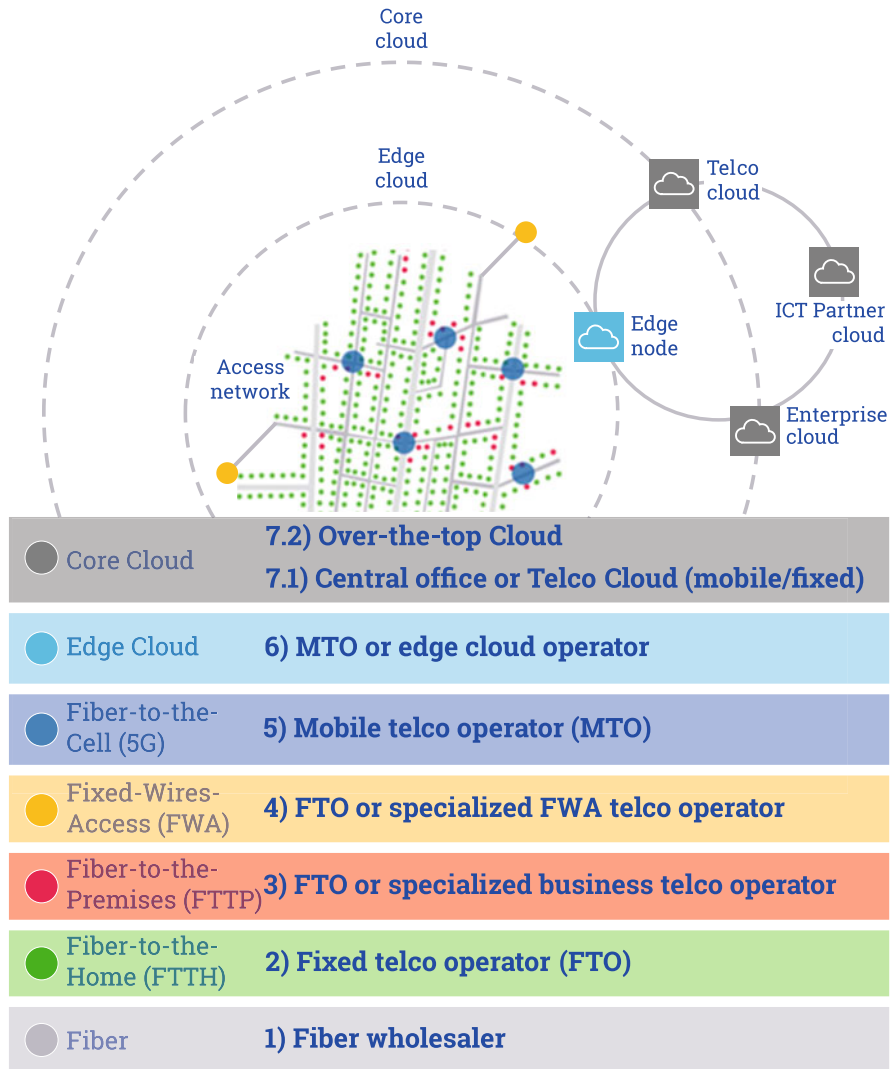 Core
cloud
Edge
cloud
Telco
cloud
ICT Partner
cloud
Edge
node
Access
network
Enterprise
cloud
Core Cloud
7.2) Over-the-top Cloud
7.1) Central office or Telco Cloud (mobile/fixed)
Edge Cloud
6) MTO or edge cloud operator
Fiber-to-the-
Cell (5G)
5) Mobile telco operator (MTO)
Fixed-Wires-
Access (FWA)
4) FTO or specialized FWA telco operator
Fiber-to-the-
Premises (FTTP)
3) FTO or specialized business telco operator
Fiber-to-the-
Home (FTTH)
2) Fixed telco operator (FTO)
Fiber
1) Fiber wholesaler